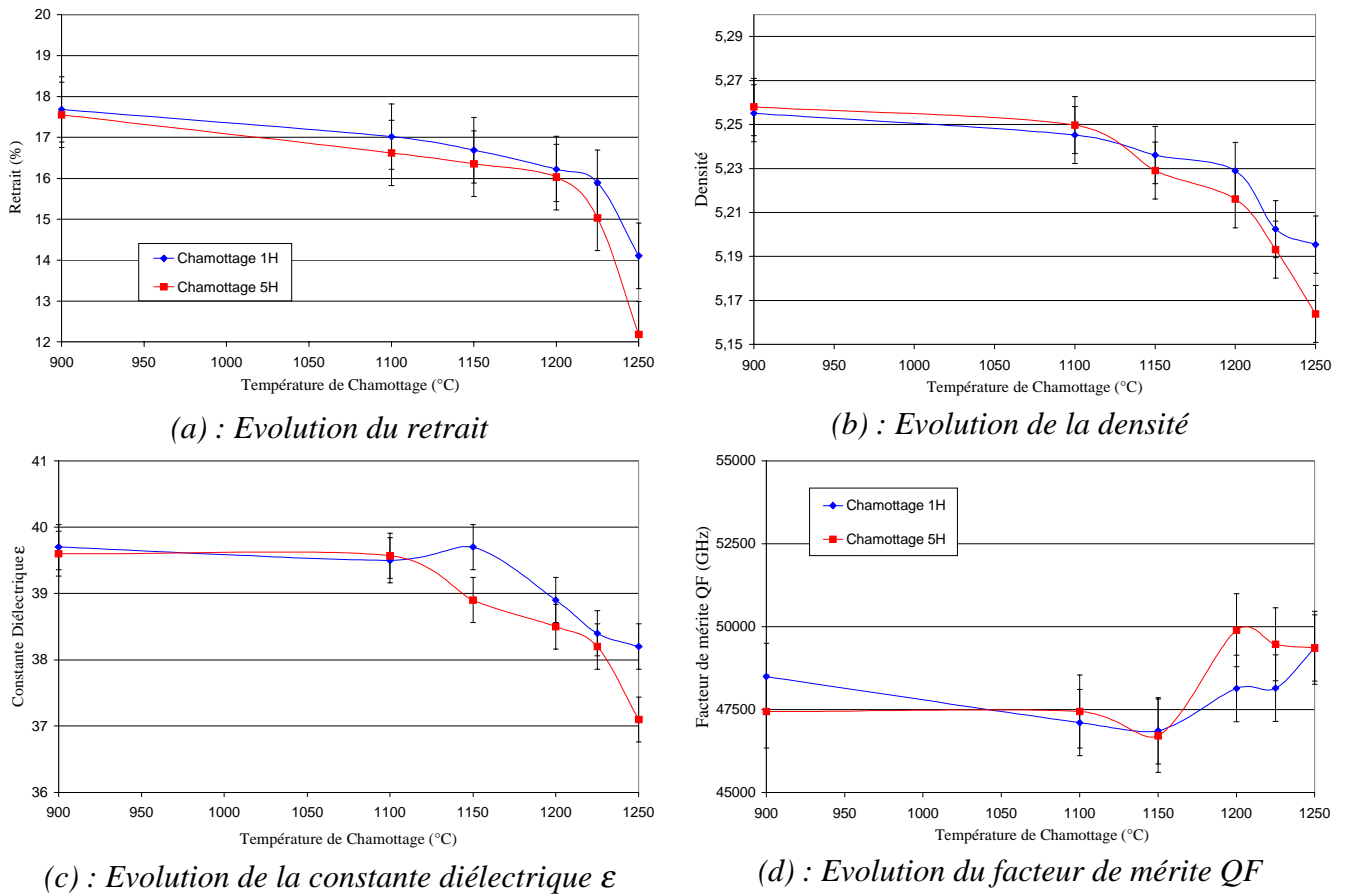 20
19
18
17
16
15
14
13
12
Retrait (%)
Chamottage 1H
Chamottage 5H
900 950 1000 1050 1100 1150 1200 1250
Température de Chamottage (°C)
(a) : Evolution du retrait
5,29
5,27
5,25
5,23
5,21
5,19
5,17
5,15
Densité
900 950 1000 1050 1100 1150 1200 1250
Température de Chamottage (°C)
(b) : Evolution de la densité
41
40
39
38
37
36
Constante Diélectrique ε
900 950 1000 1050 1100 1150 1200 1250
Température de Chamottage (°C)
(c) : Evolution de la constante diélectrique ε
55000
52500
50000
47500
45000
Facteur de mérite QF (GHz)
Chamottage 1H
Chamottage 5H
900 950 1000 1050 1100 1150 1200 1250
Température de Chamottage (°C)
(d) : Evolution du facteur de mérite QF